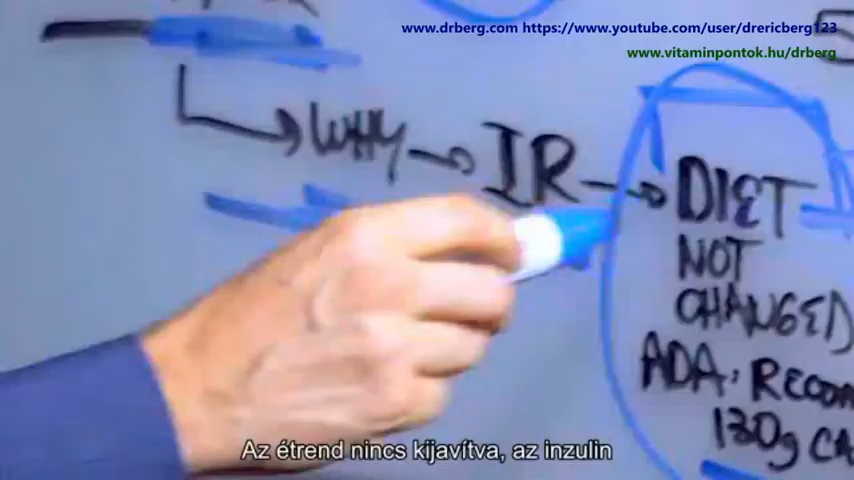 www.drberg.com https://www.youtube.com/user/drericberg123
www.vitaminpontok.hu/drberg
WHY → IR → DIET
NOT
CHANGED
ADA:
130g
Az étrend nincs kijavítva, az inzulin